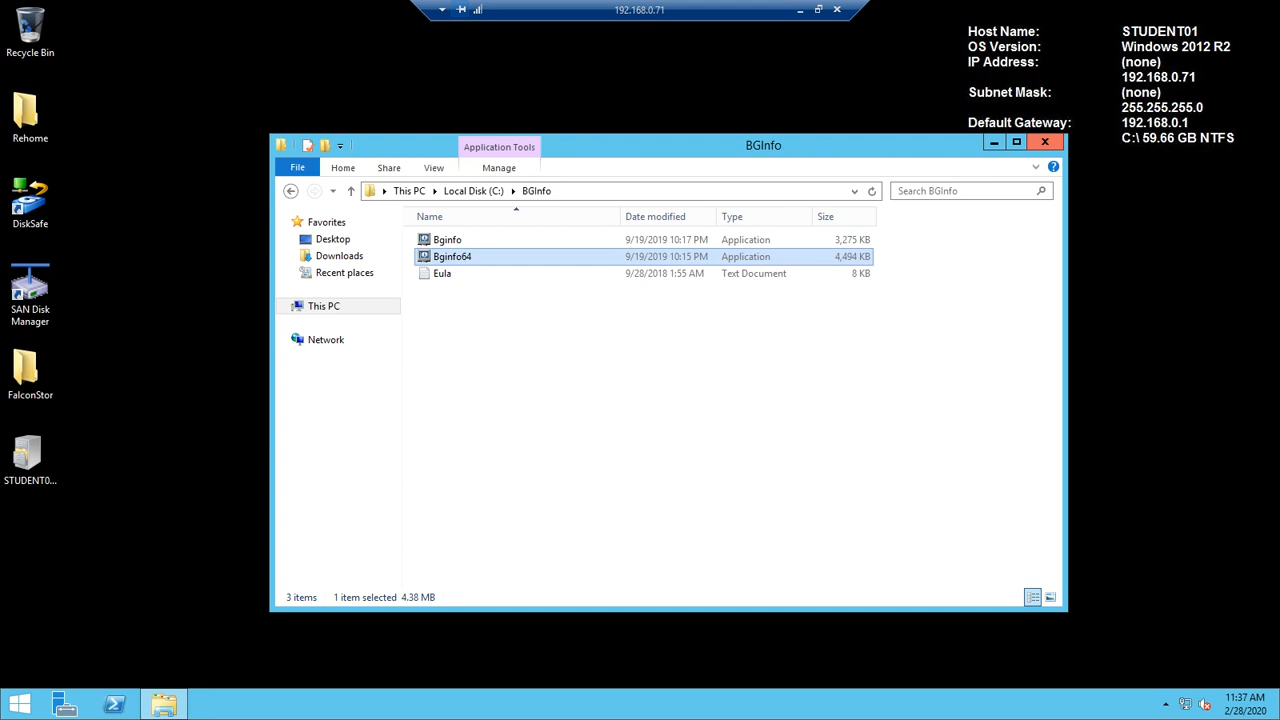 192.168.0.71
Recycle Bin
Rehome
DiskSafe
SAN Disk
Manager
FalconStor
STUDENT0...
Host Name: STUDENT01
OS Version: Windows 2012 R2
IP Address: (none)
192.168.0.71
Subnet Mask: (none)
255.255.255.0
Default Gateway: 192.168.0.1
C:\ 59.66 GB NTFS
Application Tools
BGInfo
File Home Share View Manage
This PC Local Disk (C:) BGInfo
Search BGInfo
Name Date modified Type Size
Bginfo 9/19/2019 10:17 PM Application 3,275 KB
Bginfo64 9/19/2019 10:15 PM Application 4,494 KB
Eula 9/28/2018 1:55 AM Text Document 8 KB
Favorites
Desktop
Downloads
Recent places
This PC
Network
3 items 1 item selected 4.38 MB
11:37 AM
2/28/2020